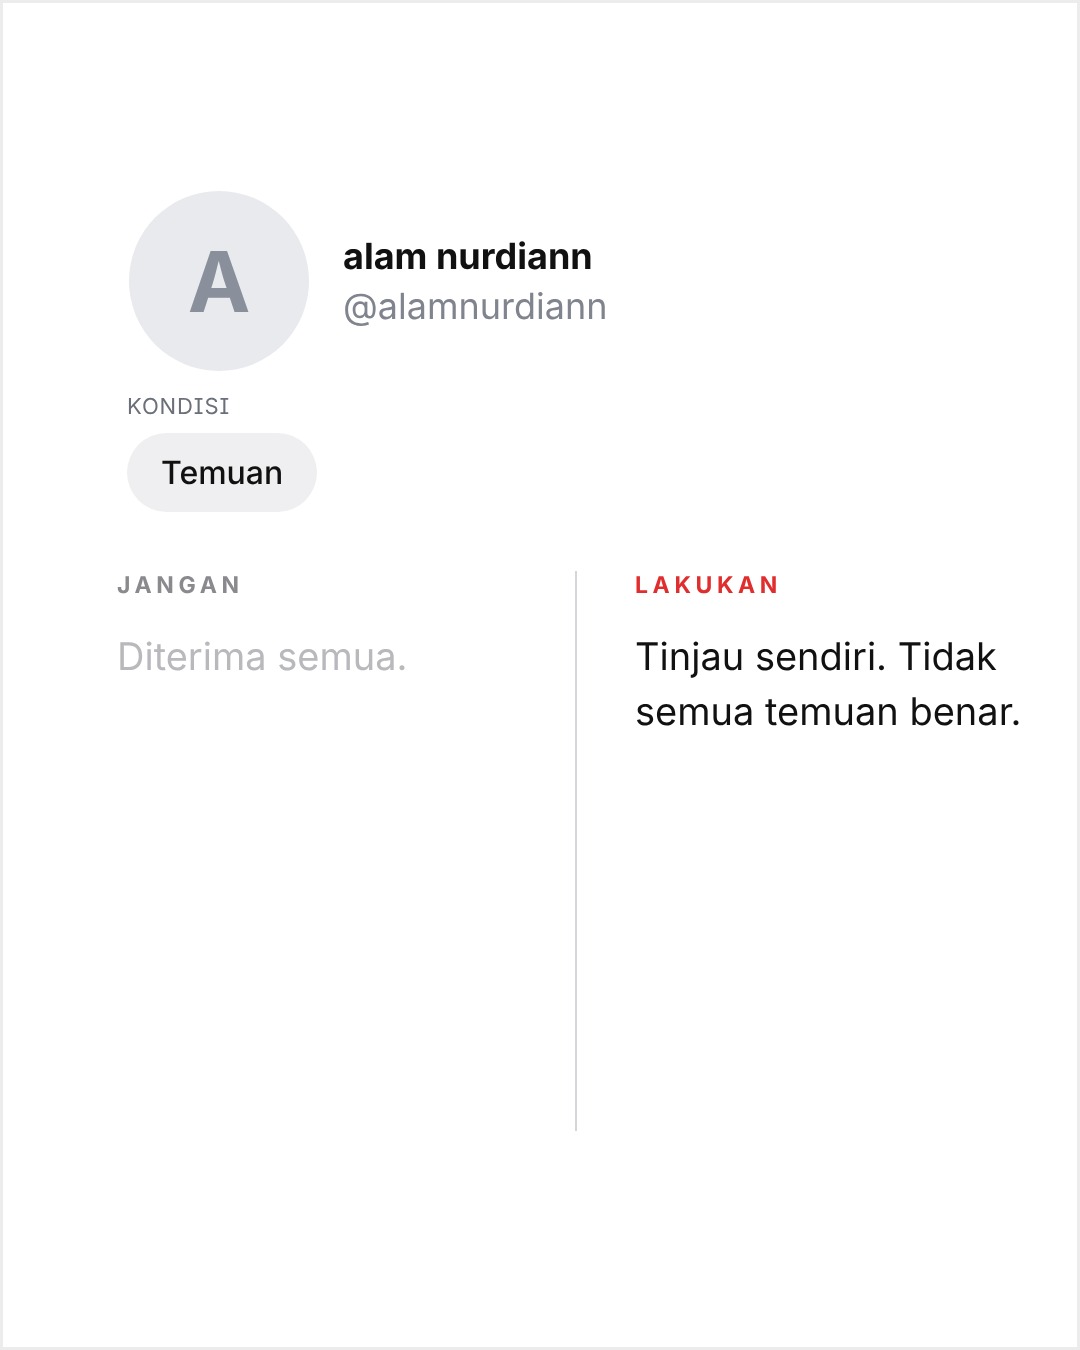 A
alam nurdiann
@alamnurdiann
KONDISI
Temuan
JANGAN
Diterima semua.
LAKUKAN
Tinjau sendiri. Tidak
semua temuan benar.